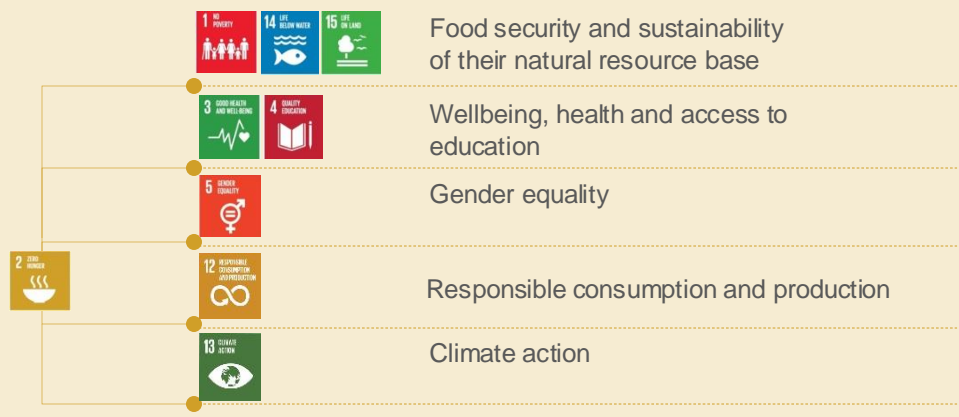 1 NO POVERTY
14 LIFE BELOW WATER
15 LIFE ON LAND
Food security and sustainability
of their natural resource base
3 GOOD HEALTH AND WELL-BEING
4 QUALITY EDUCATION
Wellbeing, health and access to
education
5 GENDER EQUALITY
Gender equality
2 ZERO HUNGER
12 RESPONSIBLE CONSUMPTION AND PRODUCTION
Responsible consumption and production
13 CLIMATE ACTION
Climate action